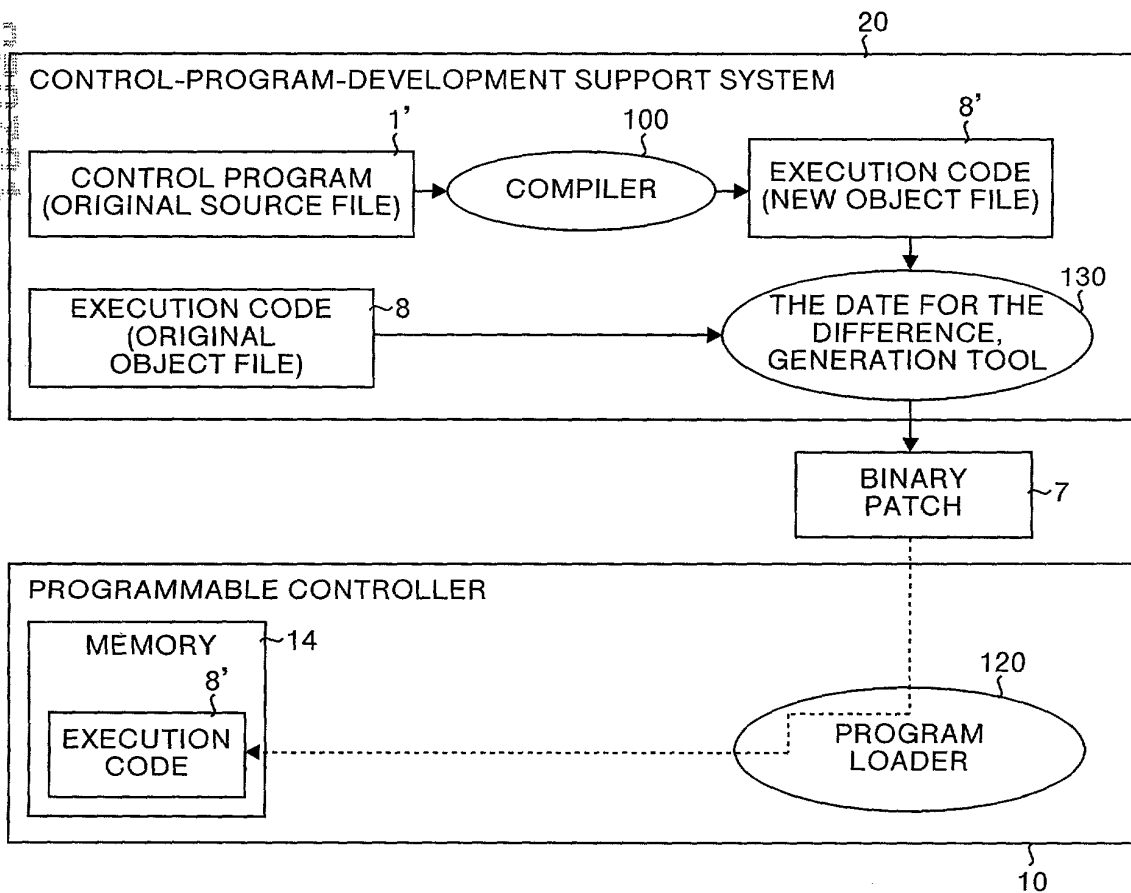 20
CONTROL-PROGRAM-DEVELOPMENT SUPPORT SYSTEM
1'
100
8'
CONTROL PROGRAM
(ORIGINAL SOURCE FILE)
COMPILER
EXECUTION CODE
(NEW OBJECT FILE)
EXECUTION CODE
(ORIGINAL
OBJECT FILE)
8
130
THE DATE FOR THE
DIFFERENCE,
GENERATION TOOL
BINARY
PATCH
7
PROGRAMMABLE CONTROLLER
MEMORY
14
8'
EXECUTION
CODE
120
PROGRAM
LOADER
10